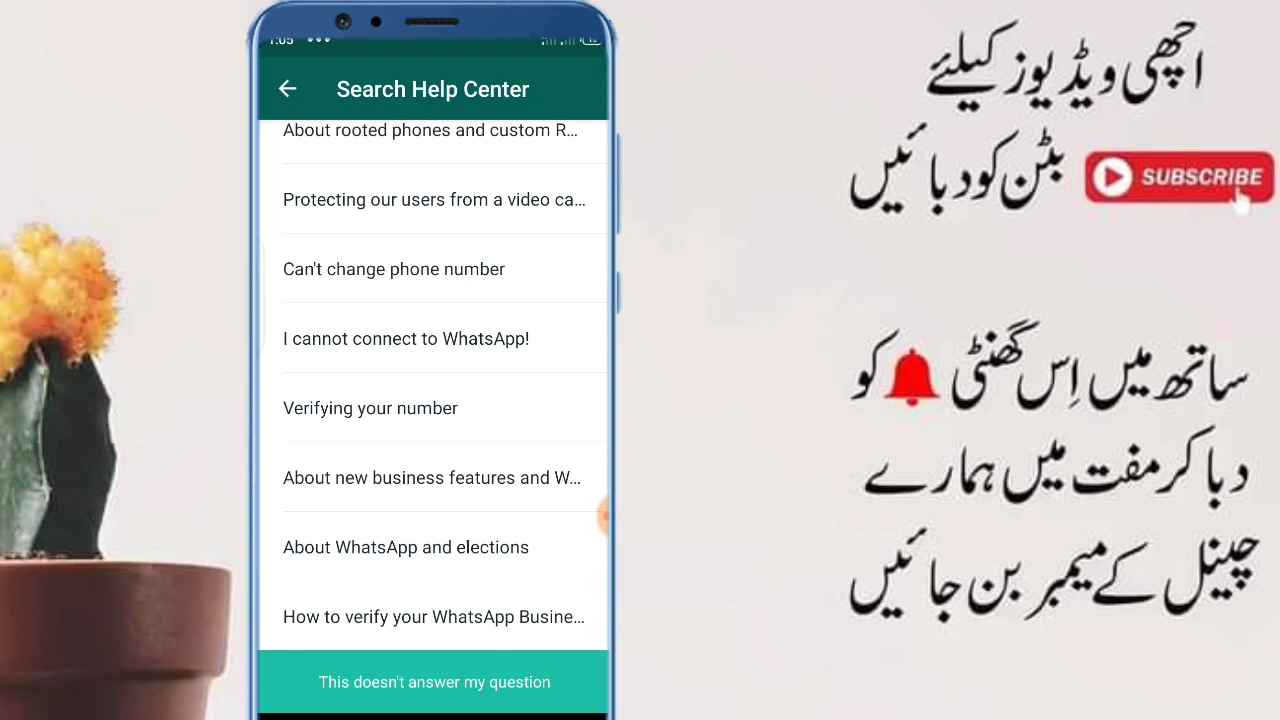 1:05
Search Help Center
About rooted phones and custom R...
Protecting our users from a video ca...
Can't change phone number
I cannot connect to WhatsApp!
Verifying your number
About new business features and W...
About WhatsApp and elections
How to verify your WhatsApp Busine...
This doesn't answer my question
اچھی ویڈیوز کیلئے
SUBSCRIBE بٹن کو دبائیں
ساتھ میں اِس گھنٹی کو
دبا کر مفت میں ہمارے
چینل کے میمبر بن جائیں